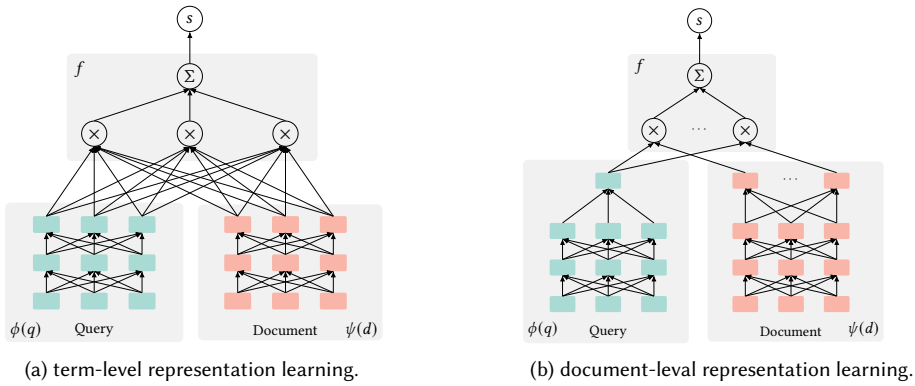 s
f
Σ
× × ×
ϕ(q) Query
Document ψ(d)
(a) term-level representation learning.
s
f
Σ
× ··· ×
···
ϕ(q) Query
Document ψ(d)
(b) document-leval representation learning.